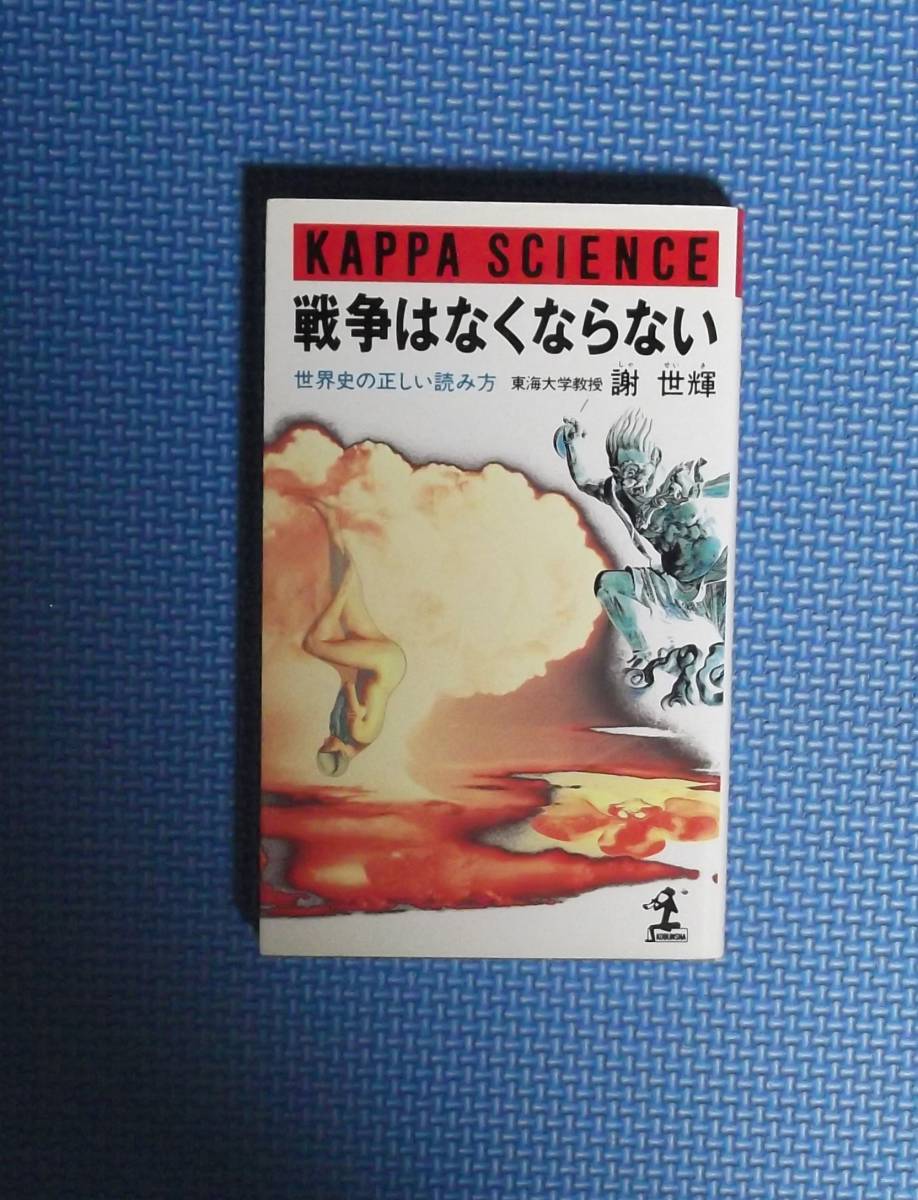 KAPPA SCIENCE
戦争はなくならない
世界史の正しい読み方 東海大学教授 謝 世輝
しゃ せい き
KOBUNSHA